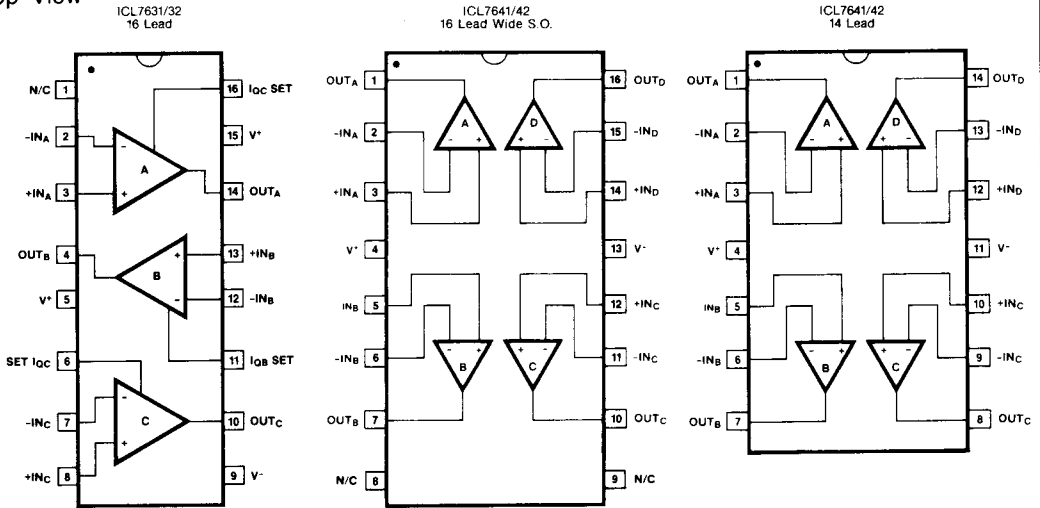 op View
ICL7631/32
16 Lead
N/C 1
-INA 2
+INA 3
OUTB 4
V+ 5
SET IQC 6
-INC 7
+INC 8
16 IQC SET
15 V+
14 OUTA
13 +INB
12 -INB
11 IQB SET
10 OUTC
9 V-
- A +
B + -
- C +
ICL7641/42
16 Lead Wide S.O.
OUTA 1
-INA 2
+INA 3
V+ 4
INB 5
-INB 6
OUTB 7
N/C 8
16 OUTD
15 -IND
14 +IND
13 V-
12 +INC
11 -INC
10 OUTC
9 N/C
A - +
D + -
- + B
+ - C
ICL7641/42
14 Lead
OUTA 1
-INA 2
+INA 3
V+ 4
INB 5
-INB 6
OUTB 7
14 OUTD
13 -IND
12 +IND
11 V-
10 +INC
9 -INC
8 OUTC
A - +
D + -
- + B
+ - C